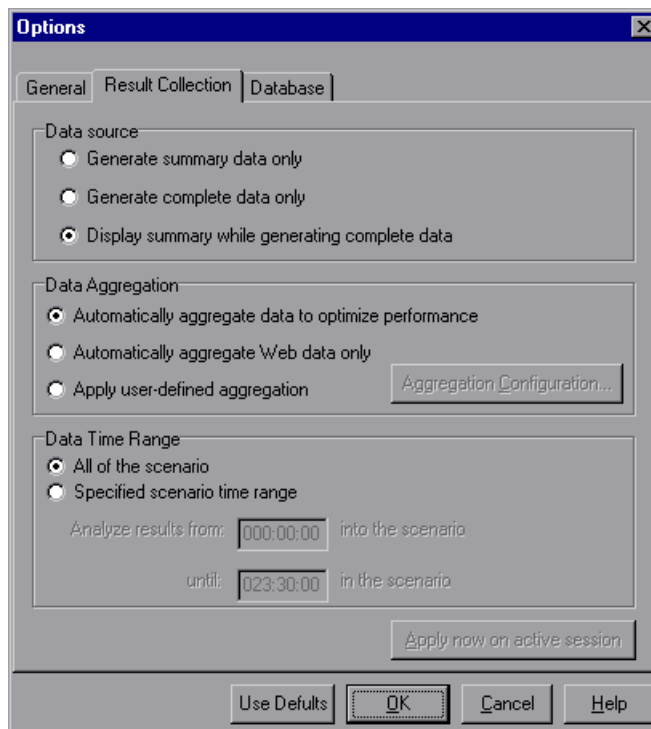 Options
General Result Collection Database
Data source
Generate summary data only
Generate complete data only
Display summary while generating complete data
Data Aggregation
Automatically aggregate data to optimize performance
Automatically aggregate Web data only
Apply user-defined aggregation Aggregation Configuration...
Data Time Range
All of the scenario
Specified scenario time range
Analyze results from: 000:00:00 into the scenario
until: 023:30:00 in the scenario
Apply now on active session
Use Defults OK Cancel Help